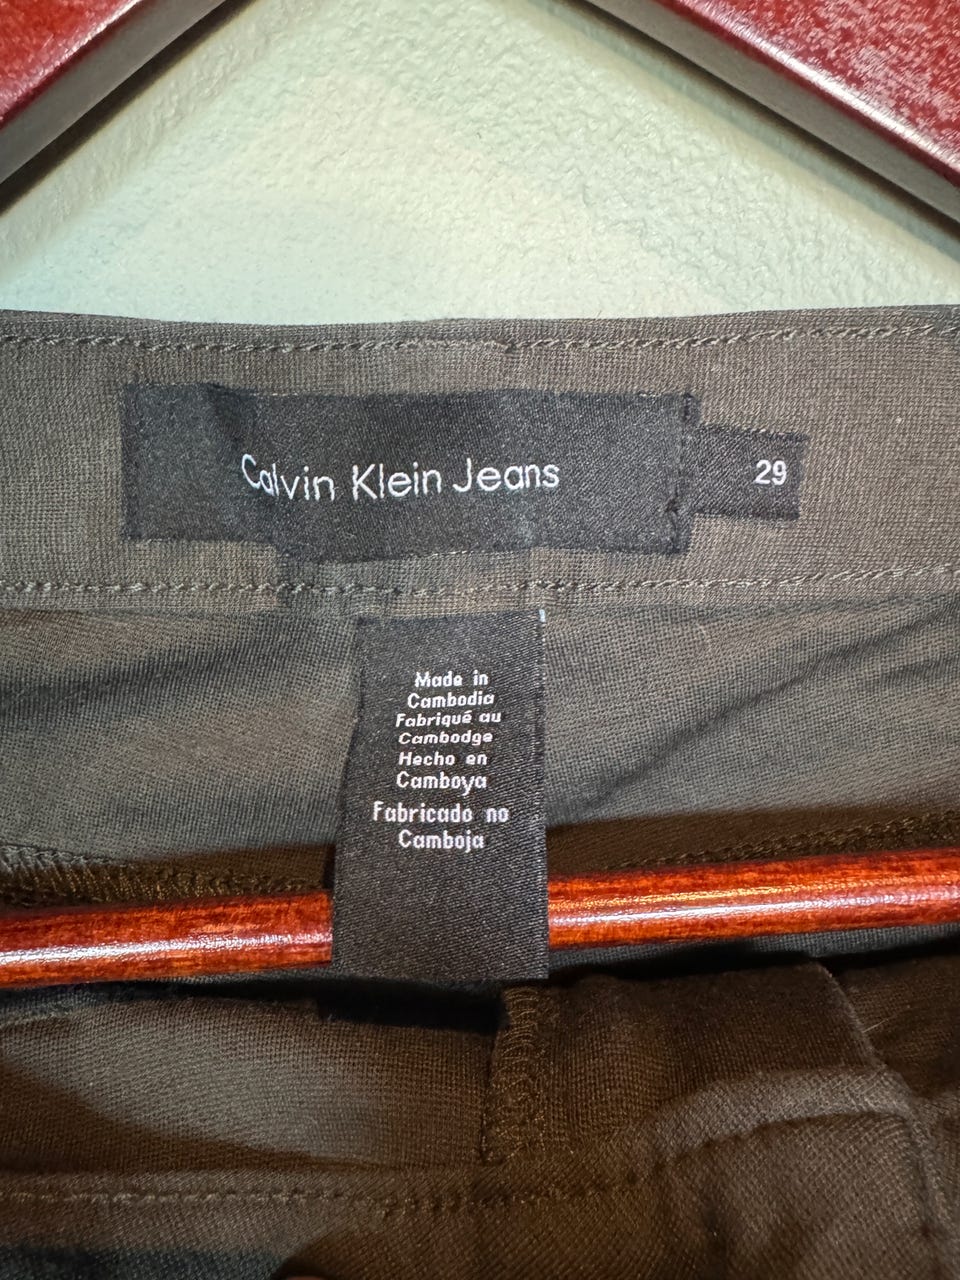 Calvin Klein Jeans
29
Made in
Cambodia
Fabriqué au
Cambodge
Hecho en
Camboya
Fabricado no
Camboja